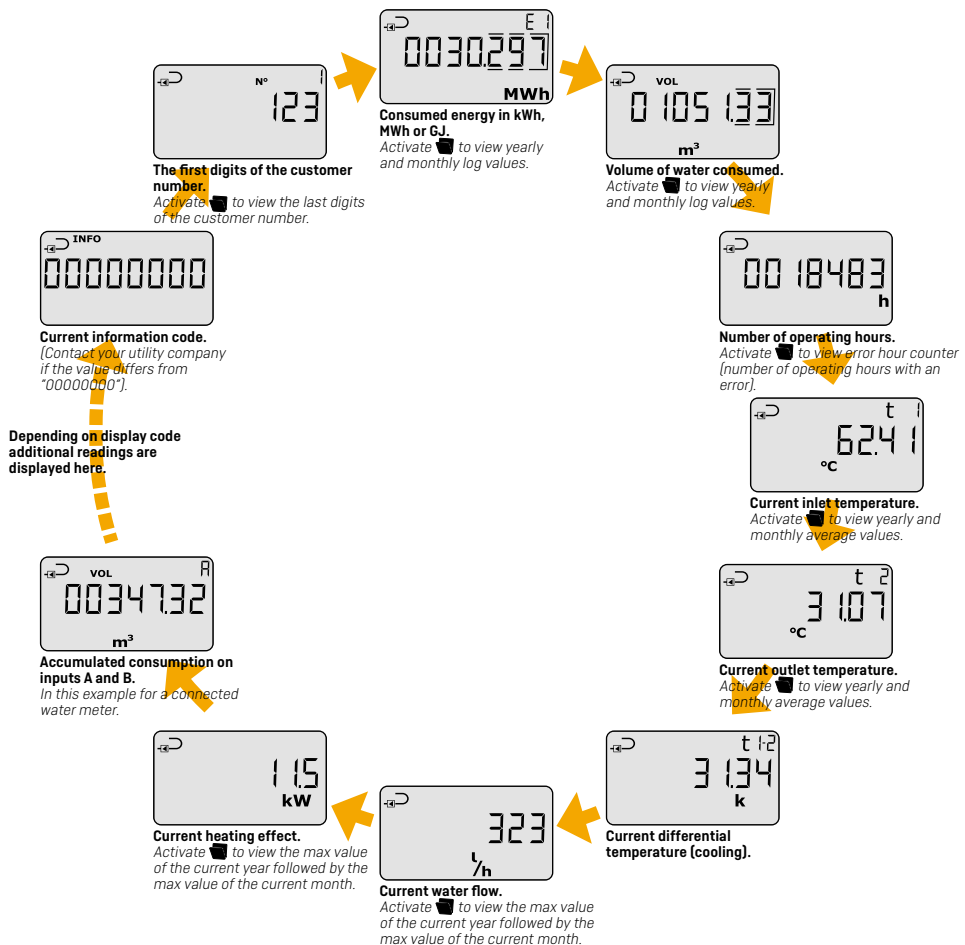 E 1
0030.297
MWh
Consumed energy in kWh,
MWh or GJ.
Activate to view yearly
and monthly log values.
VOL
01051.33
m³
Volume of water consumed.
Activate to view yearly
and monthly log values.
0018483
h
Number of operating hours.
Activate to view error hour counter
(number of operating hours with an
error).
t 1
62.41
°C
Current inlet temperature.
Activate to view yearly and
monthly average values.
t 2
31.07
°C
Current outlet temperature.
Activate to view yearly and
monthly average values.
t 1-2
31.34
k
Current differential
temperature (cooling).
323
l/h
Current water flow.
Activate to view the max value
of the current year followed by the
max value of the current month.
11.5
kW
Current heating effect.
Activate to view the max value
of the current year followed by the
max value of the current month.
VOL A
00347.32
m³
Accumulated consumption on
inputs A and B.
In this example for a connected
water meter.
Depending on display code
additional readings are
displayed here.
INFO
00000000
Current information code.
(Contact your utility company
if the value differs from
"00000000").
N° 1
123
The first digits of the customer
number.
Activate to view the last digits
of the customer number.